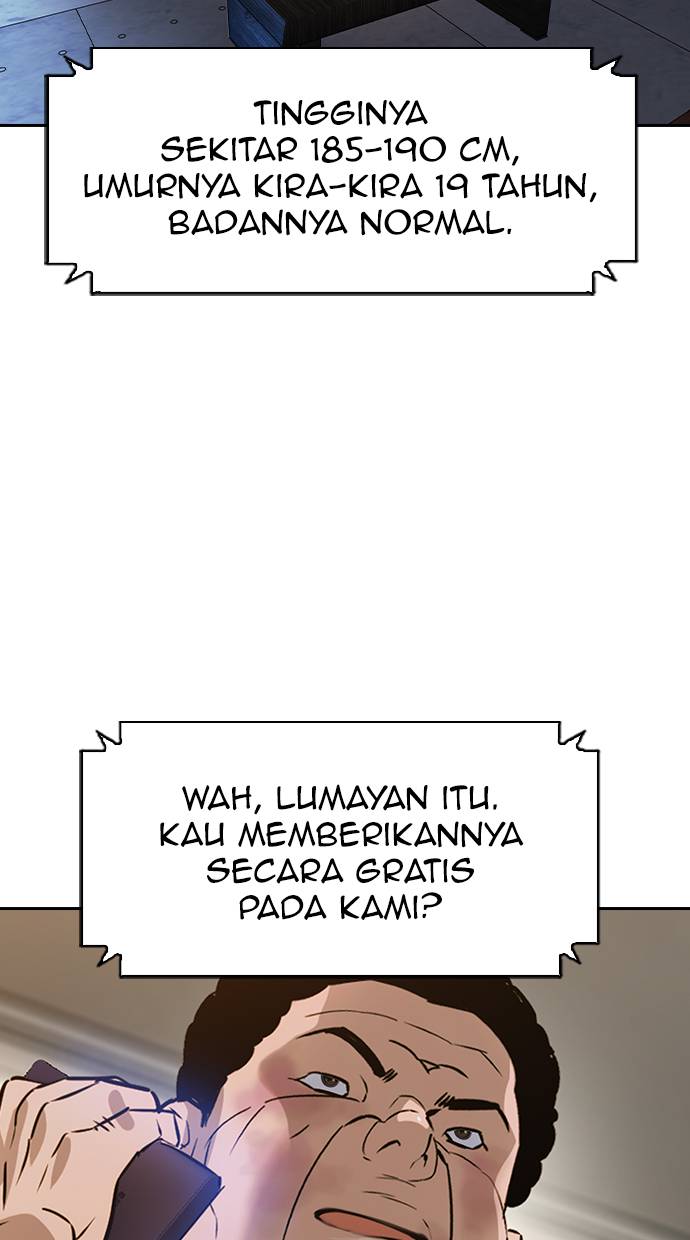 TINGGINYA
SEKITAR 185-190 CM,
UMURNYA KIRA-KIRA 19 TAHUN,
BADANNYA NORMAL.
WAH, LUMAYAN ITU.
KAU MEMBERIKANNYA
SECARA GRATIS
PADA KAMI?